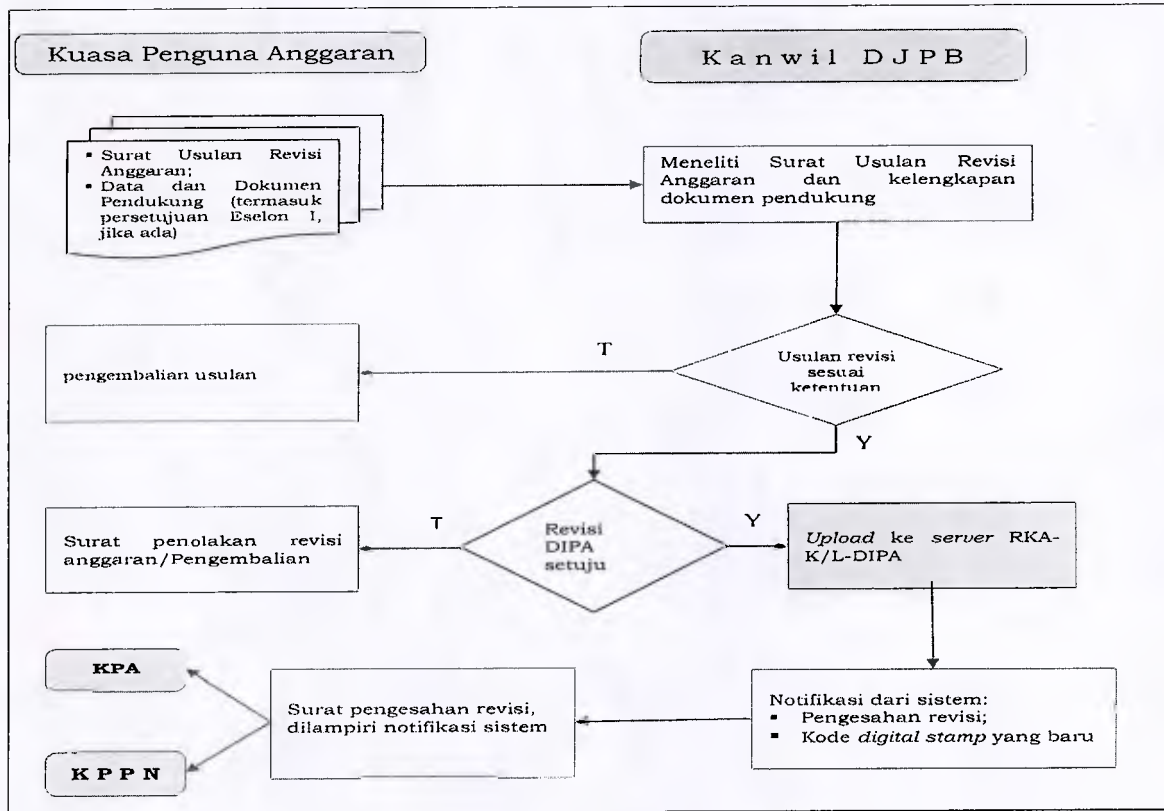 Kuasa Penguna Anggaran
Kanwil DJPB
▪ Surat Usulan Revisi
Anggaran;
▪ Data dan Dokumen
Pendukung (termasuk
persetujuan Eselon I,
jika ada)
Meneliti Surat Usulan Revisi
Anggaran dan kelengkapan
dokumen pendukung
Usulan revisi
sesuai
ketentuan
T
pengembalian usulan
Y
Revisi
DIPA
setuju
T
Surat penolakan revisi
anggaran/Pengembalian
Y
Upload ke server RKA-
K/L-DIPA
Notifikasi dari sistem:
▪ Pengesahan revisi;
▪ Kode digital stamp yang baru
Surat pengesahan revisi,
dilampiri notifikasi sistem
KPA
KPPN